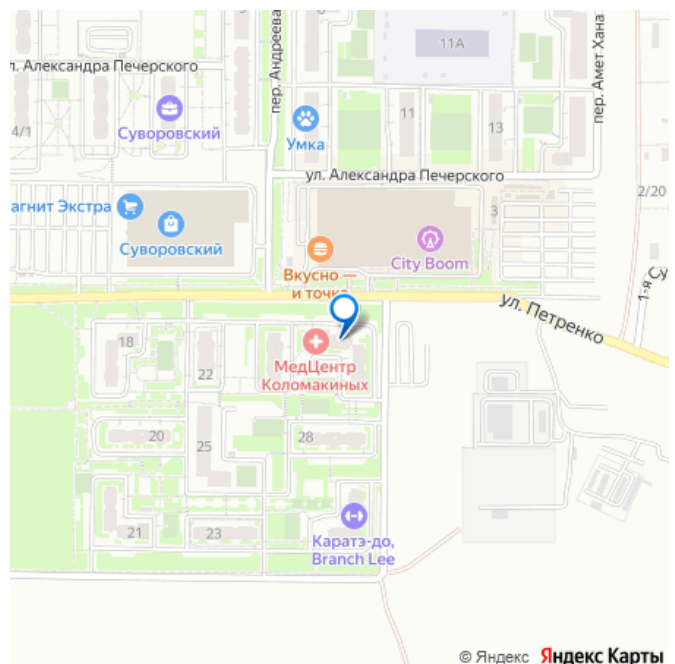 11А
л. Александра Печерского
пер. Андреева
пер. Амет Хана
Суворовский
4/1
Умка
11
13
ул. Александра Печерского
2/20
агнит Экстра
3
Суворовский
City Boom
Вкусно —
и точка
1-я Су
ул. Петренко
18
МедЦентр
Коломакиных
22
20
25
28
21
23
Каратэ-до,
Branch Lee
© Яндекс Яндекс Карты